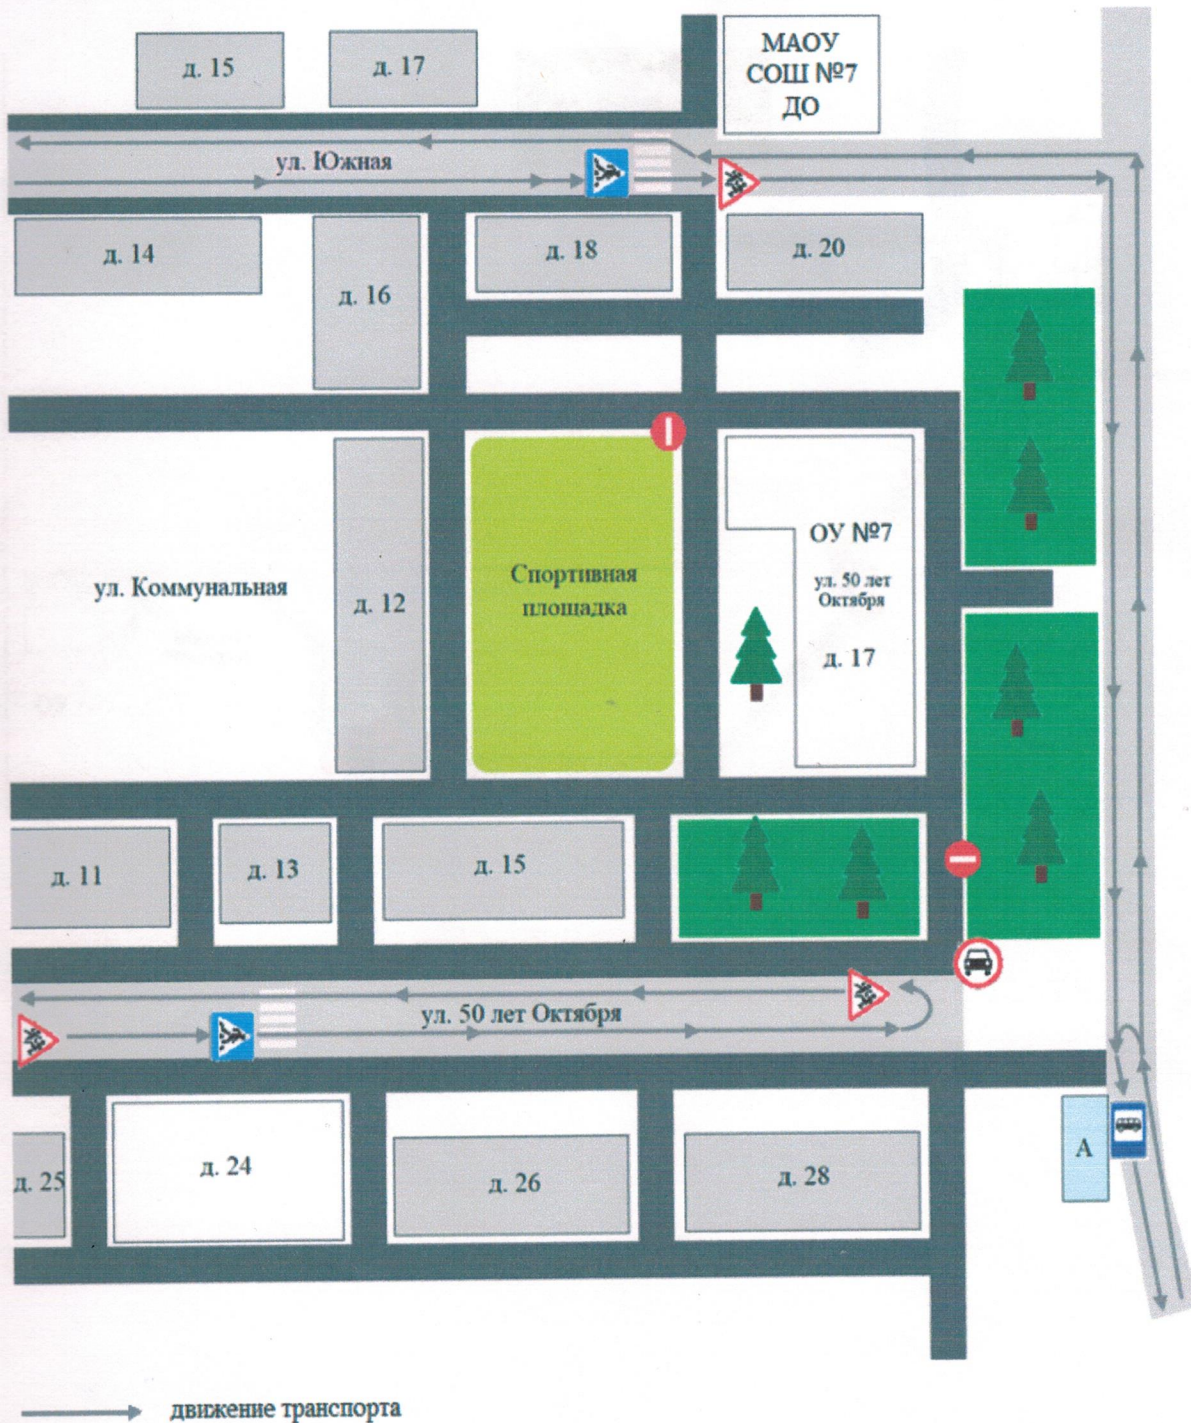 д. 15
д. 17
МАОУ
СОШ №7
ДО
ул. Южная
д. 14
д. 16
д. 18
д. 20
ул. Коммунальная
д. 12
Спортивная
площадка
ОУ №7
ул. 50 лет
Октября
д. 17
д. 11
д. 13
д. 15
ул. 50 лет Октября
д. 25
д. 24
д. 26
д. 28
А
движение транспорта